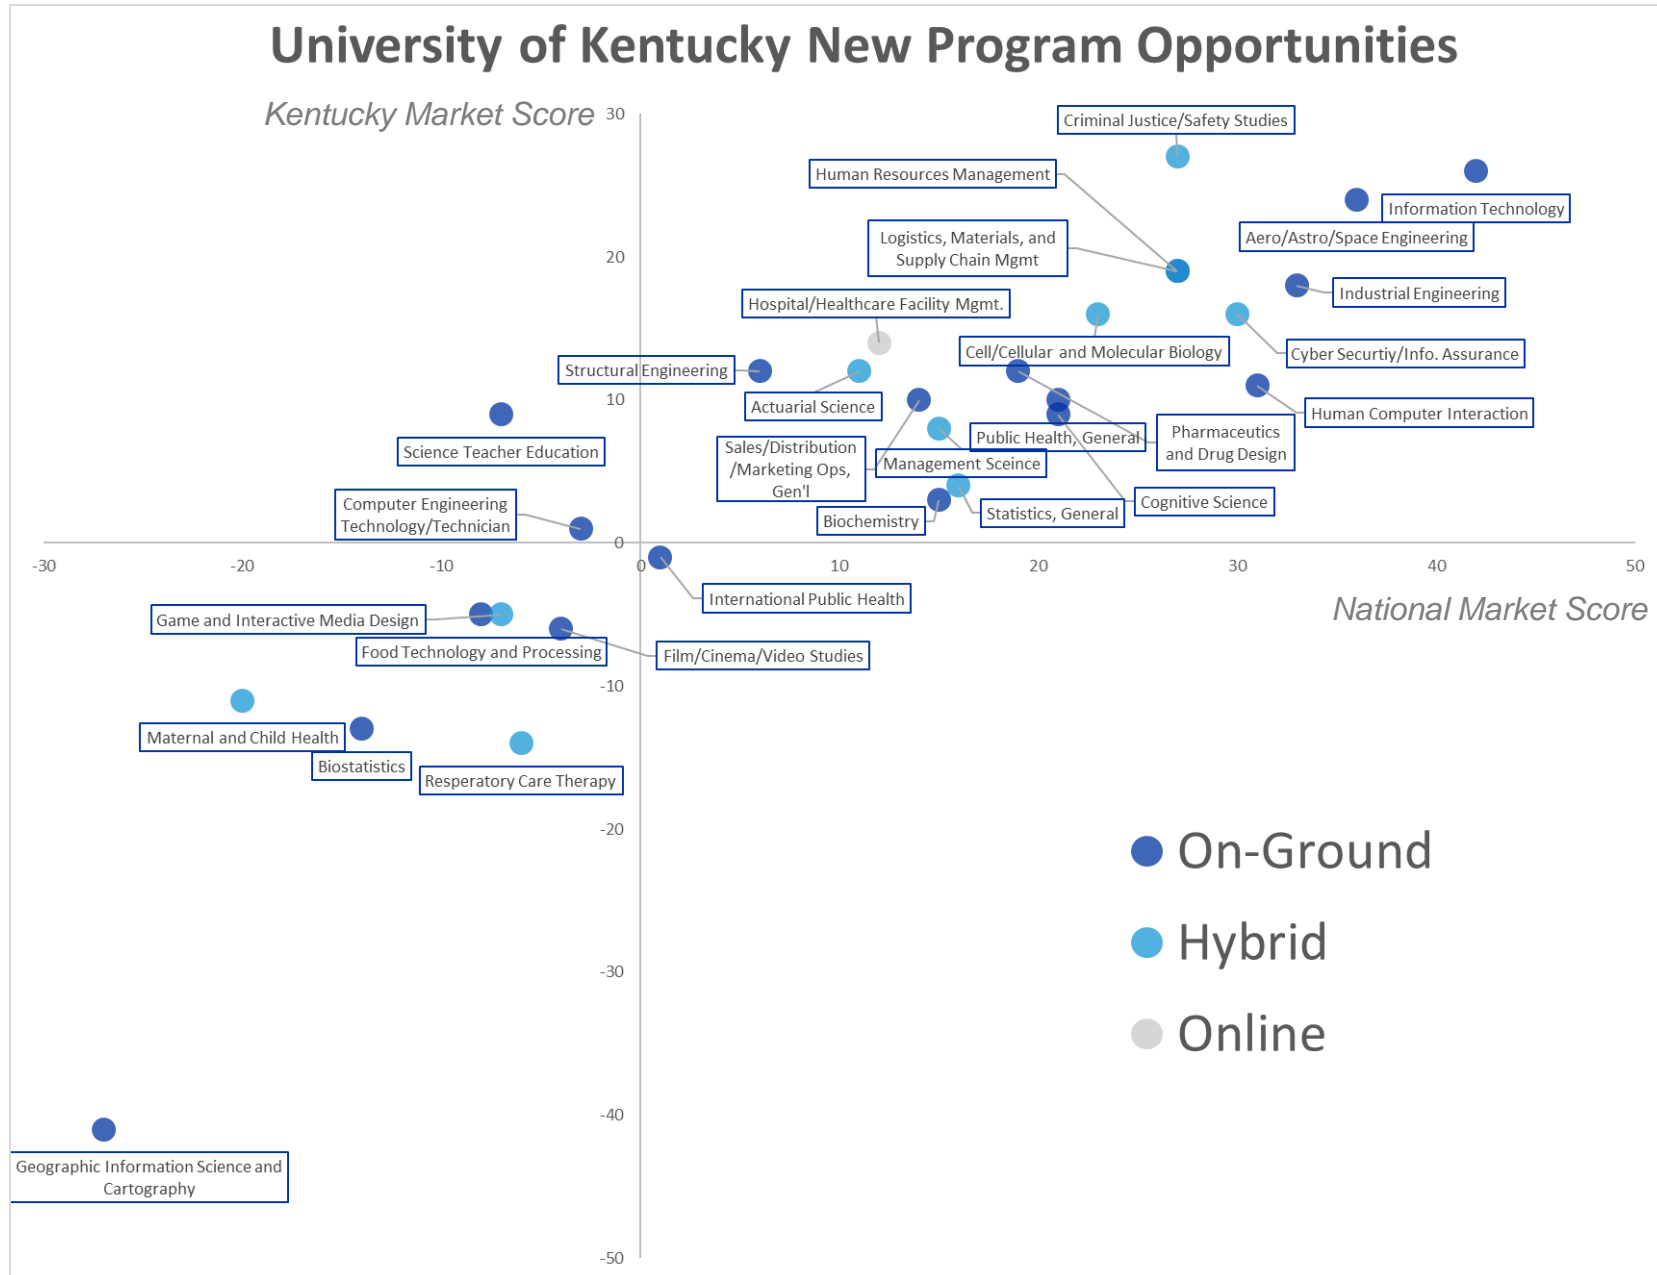 University of Kentucky New Program Opportunities
Kentucky Market Score
30
Criminal Justice/Safety Studies
Human Resources Management
Information Technology
Logistics, Materials, and
Supply Chain Mgmt
Aero/Astro/Space Engineering
20
Hospital/Healthcare Facility Mgmt.
Industrial Engineering
Cell/Cellular and Molecular Biology
Cyber Securtiy/Info. Assurance
Structural Engineering
10
Actuarial Science
Human Computer Interaction
Science Teacher Education
Sales/Distribution
/Marketing Ops,
Gen'l
Public Health, General
Pharmaceutics
and Drug Design
Management Sceince
Computer Engineering
Technology/Technician
Biochemistry
Statistics, General
Cognitive Science
0
-30
-20
-10
0
10
20
30
40
50
International Public Health
National Market Score
Game and Interactive Media Design
Food Technology and Processing
Film/Cinema/Video Studies
-10
Maternal and Child Health
Biostatistics
Resperatory Care Therapy
-20
On-Ground
Hybrid
-30
Online
-40
Geographic Information Science and
Cartography
-50